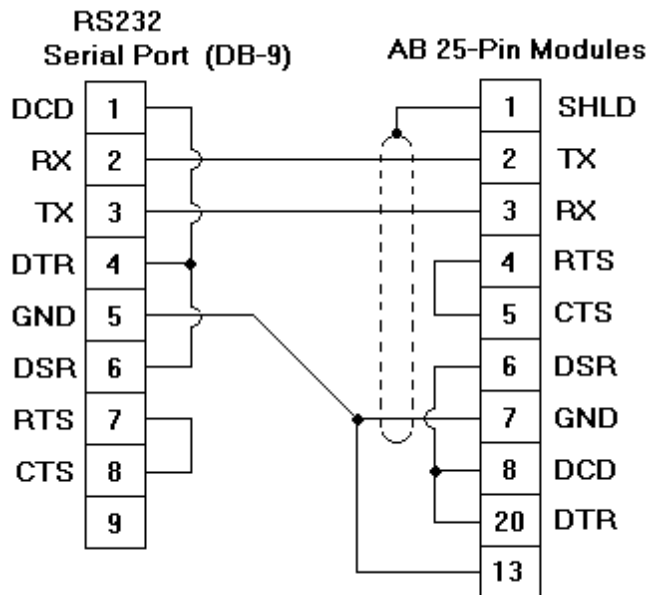 RS232
Serial Port (DB-9)
AB 25-Pin Modules
DCD 1
RX 2
TX 3
DTR 4
GND 5
DSR 6
RTS 7
CTS 8
9
1 SHLD
2 TX
3 RX
4 RTS
5 CTS
6 DSR
7 GND
8 DCD
20 DTR
13